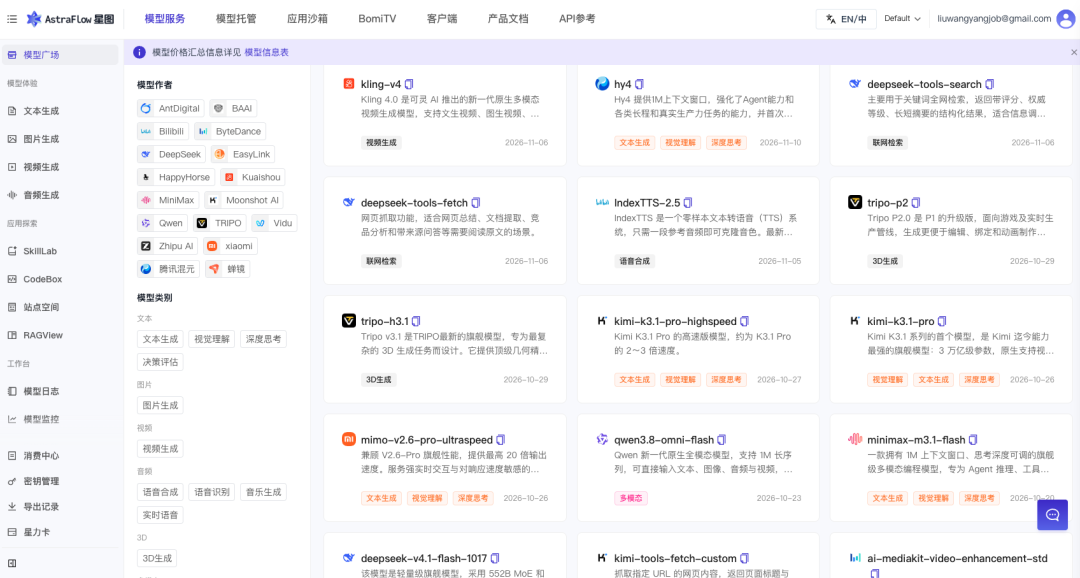 AstraFlow 星图
模型服务
模型托管
应用沙箱
BomiTV
客户端
产品文档
API参考
EN/中
Default
liuwangyangjob@gmail.com
模型广场
模型体验
文本生成
图片生成
视频生成
音频生成
应用探索
SkillLab
CodeBox
站点空间
RAGView
工作台
模型日志
模型监控
消费中心
密钥管理
导出记录
星力卡
模型价格汇总信息详见 模型信息表
模型作者
AntDigital
BAAI
Bilibili
ByteDance
DeepSeek
EasyLink
HappyHorse
Kuaishou
MiniMax
Moonshot AI
Qwen
TRIPO
Vidu
Zhipu AI
xiaomi
腾讯混元
蝉镜
模型类别
文本
文本生成
视觉理解
深度思考
决策评估
图片
图片生成
视频
视频生成
音频
语音合成
语音识别
音乐生成
实时语音
3D
3D生成
kling-v4
Kling 4.0 是可灵 AI 推出的新一代原生多模态
视频生成模型，支持文生视频、图生视频、…
视频生成
2026-11-06
hy4
Hy4 提供1M上下文窗口，强化了Agent能力和
各类长程和真实生产力任务的能力，并首次…
文本生成
视觉理解
深度思考
2026-11-10
deepseek-tools-search
主要用于关键词全网检索，返回带评分、权威
等级、长短摘要的结构化结果，适合信息调…
联网检索
2026-11-06
deepseek-tools-fetch
网页抓取功能，适合网页总结、文档提取、竞
品分析和带来源问答等需要阅读原文的场景。
联网检索
2026-11-06
IndexTTS-2.5
IndexTTS 是一个零样本文本转语音（TTS）系
统，只需一段参考音频即可克隆音色。最新…
语音合成
2026-11-05
tripo-p2
Tripo P2.0 是 P1 的升级版，面向游戏及实时生
产管线，生成更便于编辑、绑定和动画制作…
3D生成
2026-10-29
tripo-h3.1
Tripo v3.1 是TRIPO最新的旗舰模型，专为最复
杂的 3D 生成任务而设计。它提供顶级几何精…
3D生成
2026-10-29
kimi-k3.1-pro-highspeed
Kimi K3.1 Pro 的高速版模型，约为 K3.1 Pro
的 2～3 倍速度。
文本生成
视觉理解
深度思考
2026-10-27
kimi-k3.1-pro
Kimi K3.1 系列的首个模型，是 Kimi 迄今能力
最强的旗舰模型：3 万亿级参数，原生支持视…
视觉理解
文本生成
深度思考
2026-10-26
mimo-v2.6-pro-ultraspeed
兼顾 V2.6-Pro 旗舰性能，提供最高 20 倍输出
速度。服务强实时交互与对响应速度敏感的…
文本生成
视觉理解
深度思考
2026-10-26
qwen3.8-omni-flash
Qwen 新一代原生全模态模型，支持 1M 长序
列，可直接输入文本、图像、音频与视频，…
多模态
2026-10-23
minimax-m3.1-flash
一款拥有 1M 上下文窗口、思考深度可调的旗舰
级多模态编程模型，专为 Agent 推理、工具…
文本生成
视觉理解
深度思考
2026-10-20
deepseek-v4.1-flash-1017
该模型是轻量级旗舰模型，采用 552B MoE 和
kimi-tools-fetch-custom
抓取指定 URL 的网页内容，返回页面标题与
ai-mediakit-video-enhancement-std